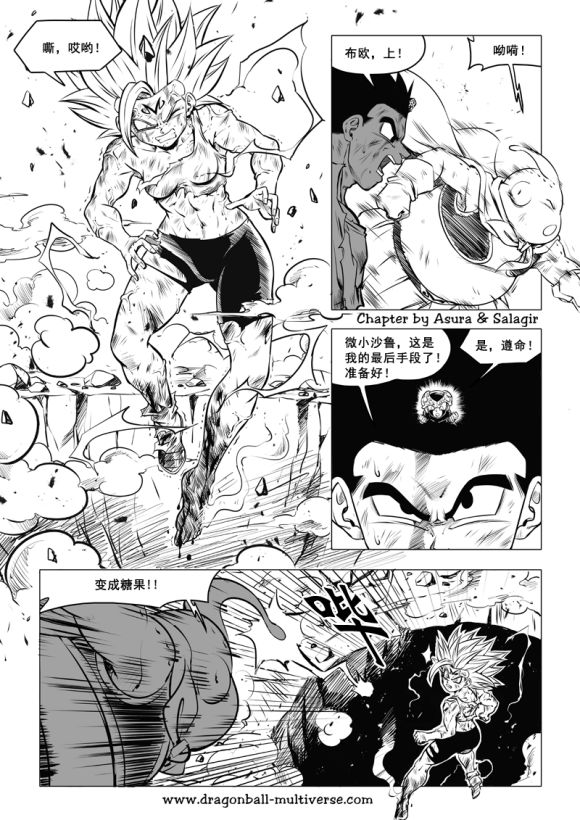 嘶，哎哟！
布欧，上！
呦嗬！
Chapter by Asura & Salagir
微小沙鲁，这是
我的最后手段了！
准备好！
是，遵命！
变成糖果！！
www.dragonball-multiverse.com